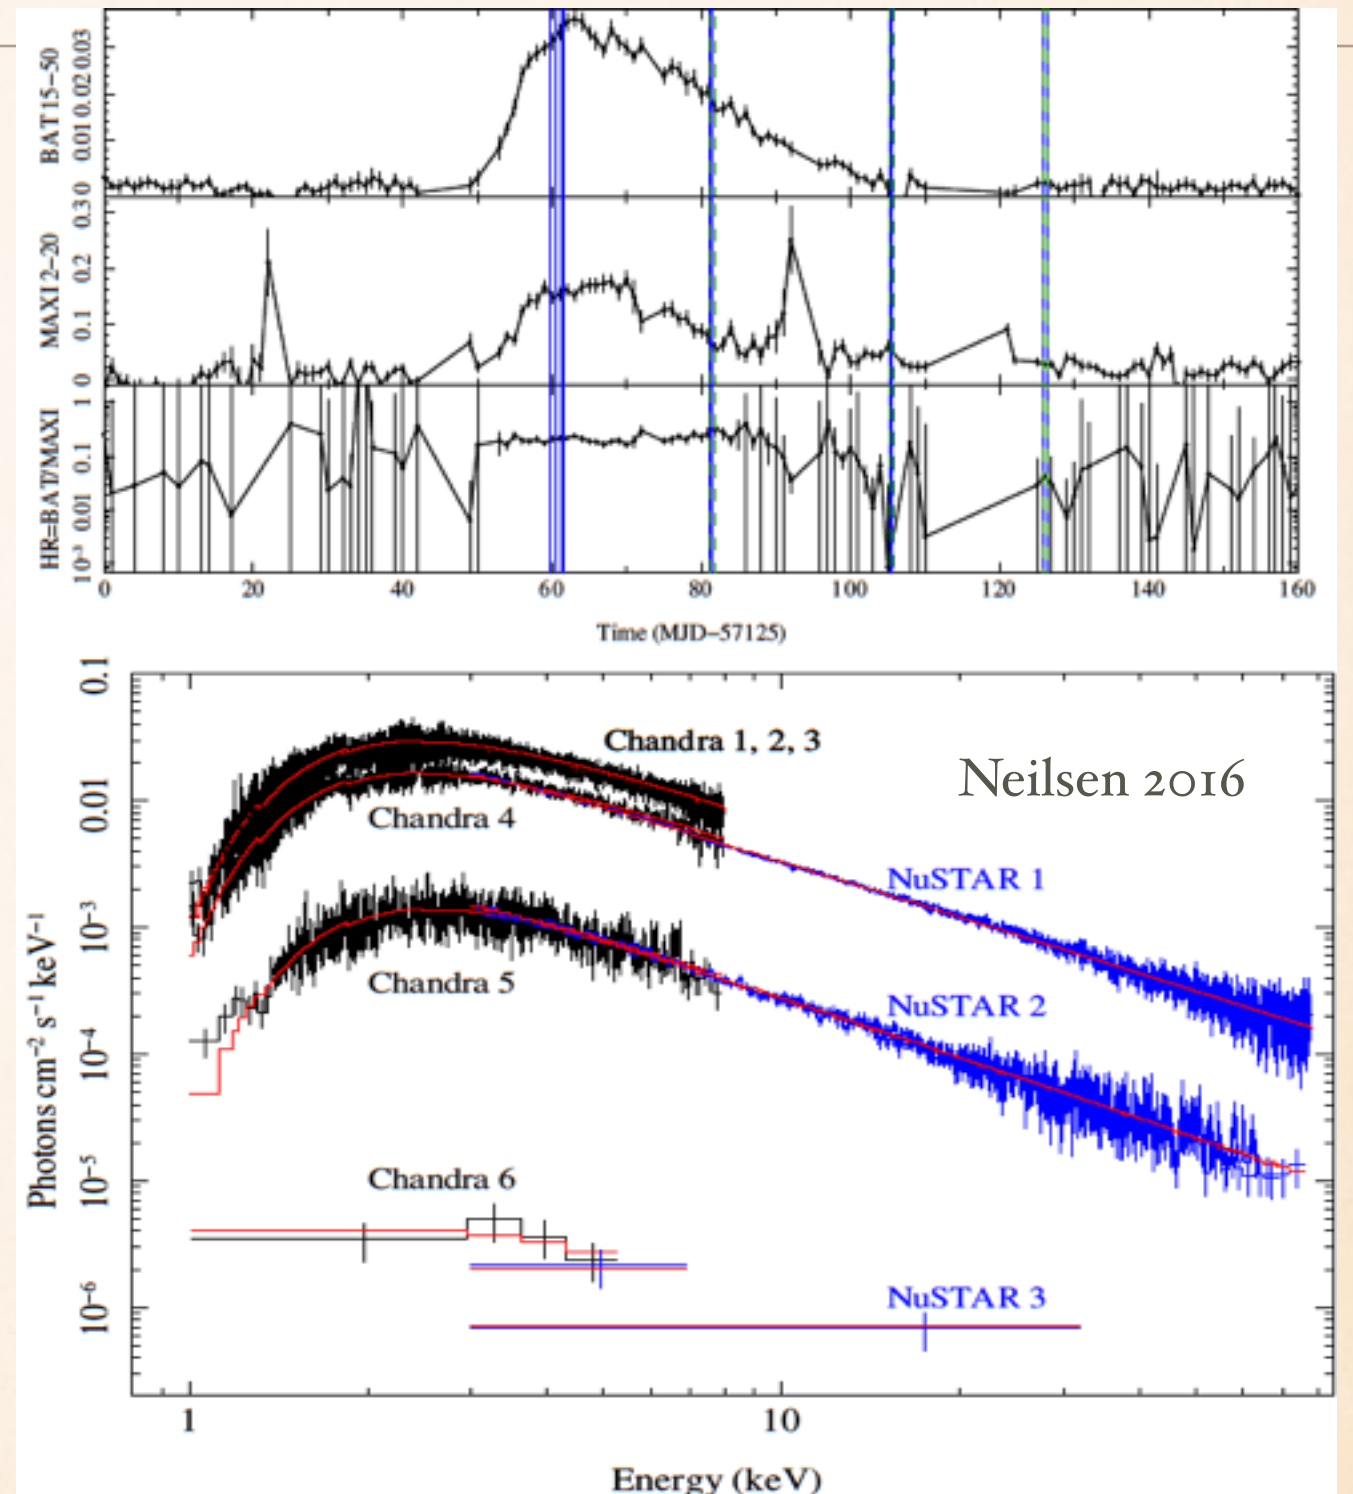 BAT 15−50
0 0.01 0.02 0.03
MAXI 2−20
0 0.1 0.2 0.3
HR=BAT/MAXI
10⁻³ 0.01 0.1 1
0 20 40 60 80 100 120 140 160
Time (MJD−57125)
Photons cm⁻² s⁻¹ keV⁻¹
10⁻⁶ 10⁻⁵ 10⁻⁴ 10⁻³ 0.01 0.1
Chandra 1, 2, 3
Neilsen 2016
Chandra 4
NuSTAR 1
Chandra 5
NuSTAR 2
Chandra 6
NuSTAR 3
1 10
Energy (keV)